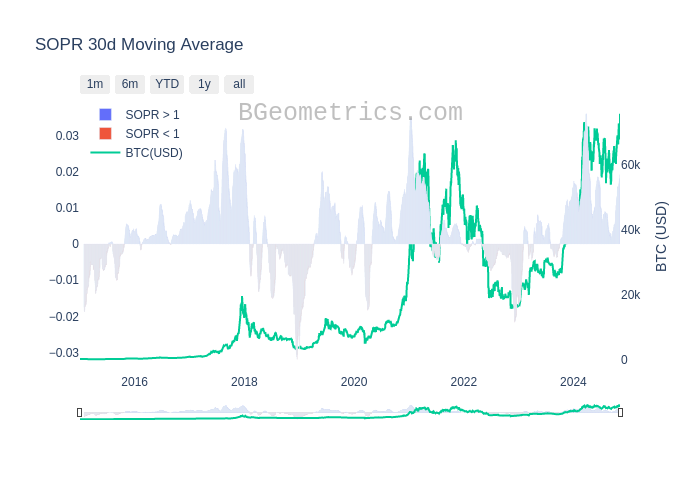 SOPR 30d Moving Average
1m 6m YTD 1y all
BGeometrics.com
SOPR > 1
SOPR < 1
BTC(USD)
0.03
0.02
0.01
0
−0.01
−0.02
−0.03
60k
40k
20k
0
BTC (USD)
2016 2018 2020 2022 2024